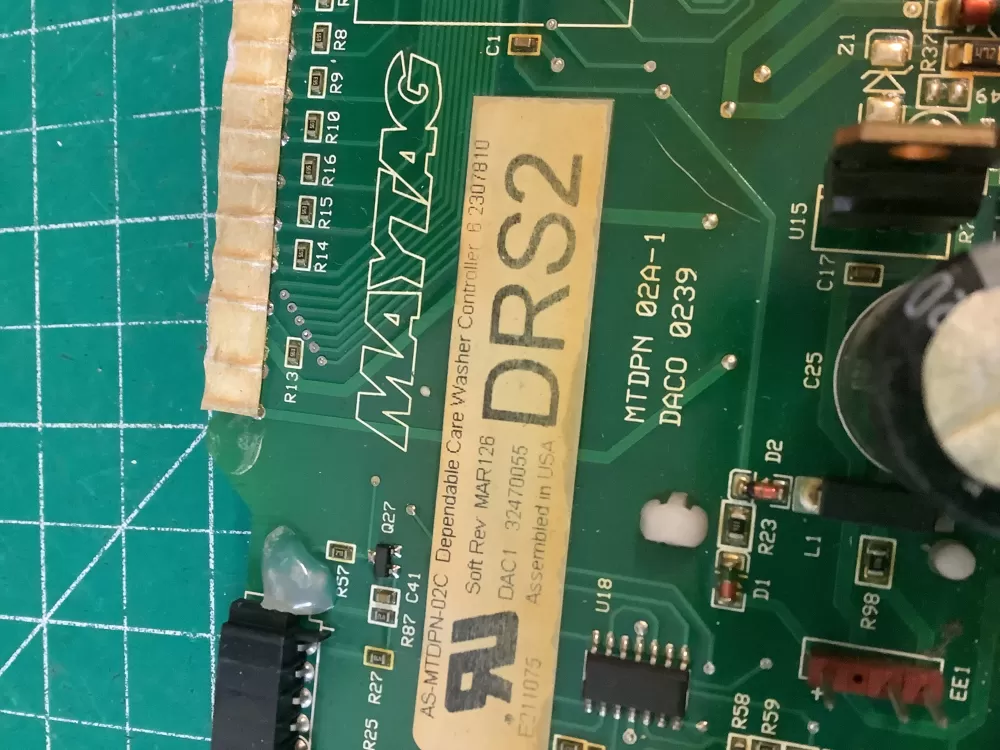 R8
R9
R10
R16
R15
R14
R13
C1
MAYTAG
AS-MTDPN-02C Dependable Care Washer Controller 6 2307810
Soft Rev MAR126
DAC1 32470055
DRS2
E211075 Assembled in USA
MTDPN 02A-1
DACO 0239
Z1
R37
U15
C17
C25
D2
R23
L1
D1
R98
EE1
+
Q27
R57
C41
R87
R27
R25
U18
R58
R59